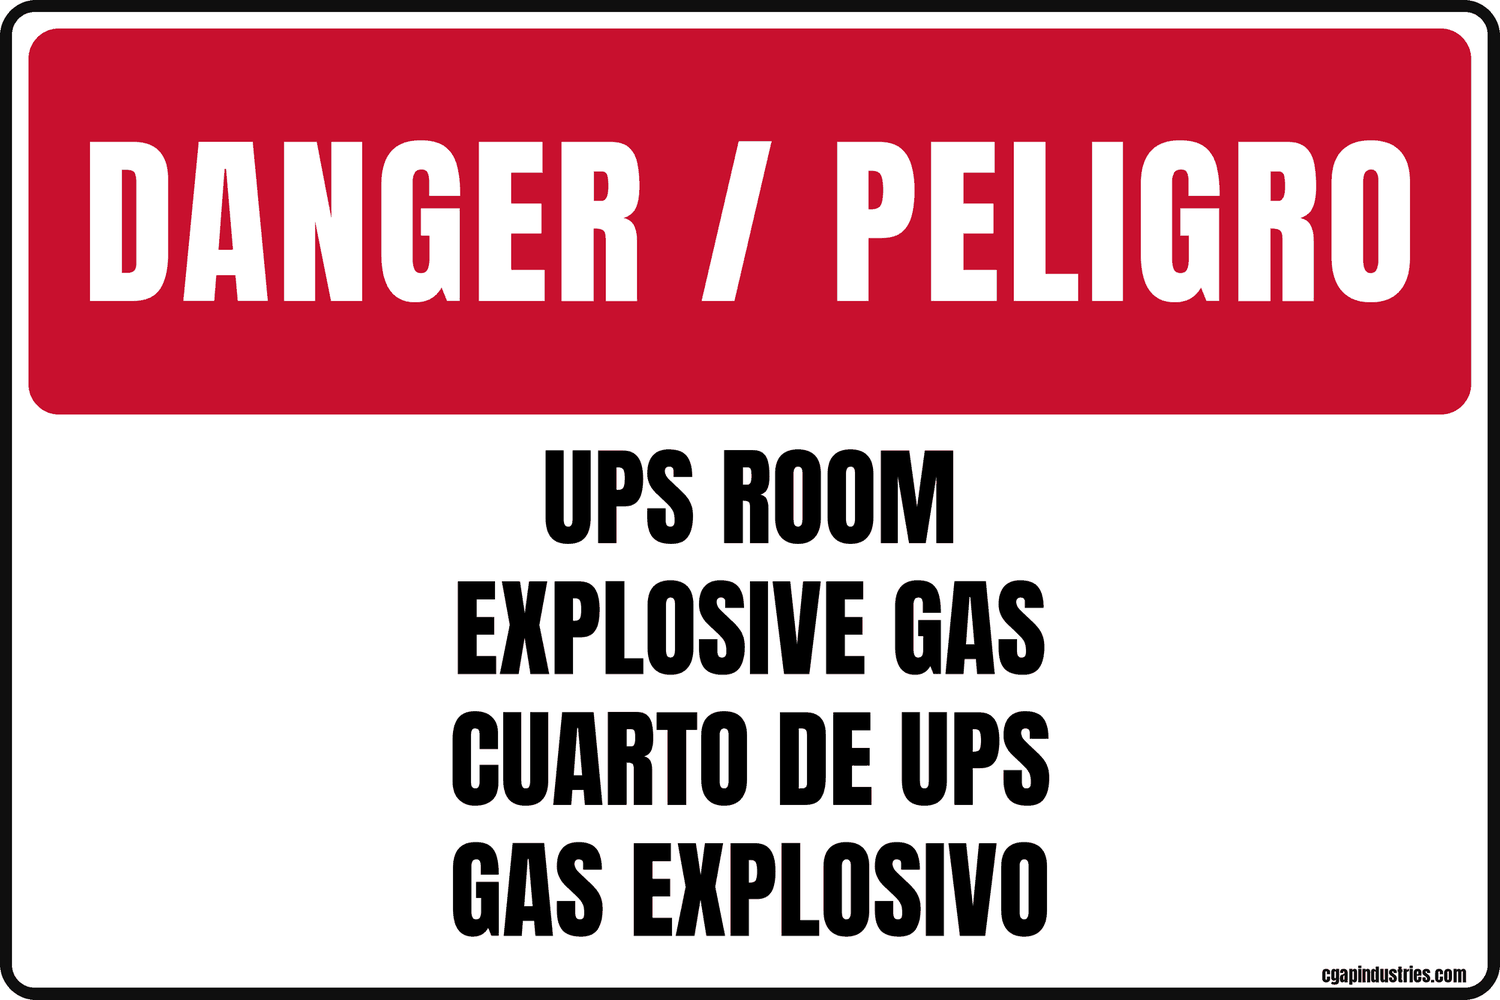 DANGER / PELIGRO
UPS ROOM
EXPLOSIVE GAS
CUARTO DE UPS
GAS EXPLOSIVO
cgapindustries.com